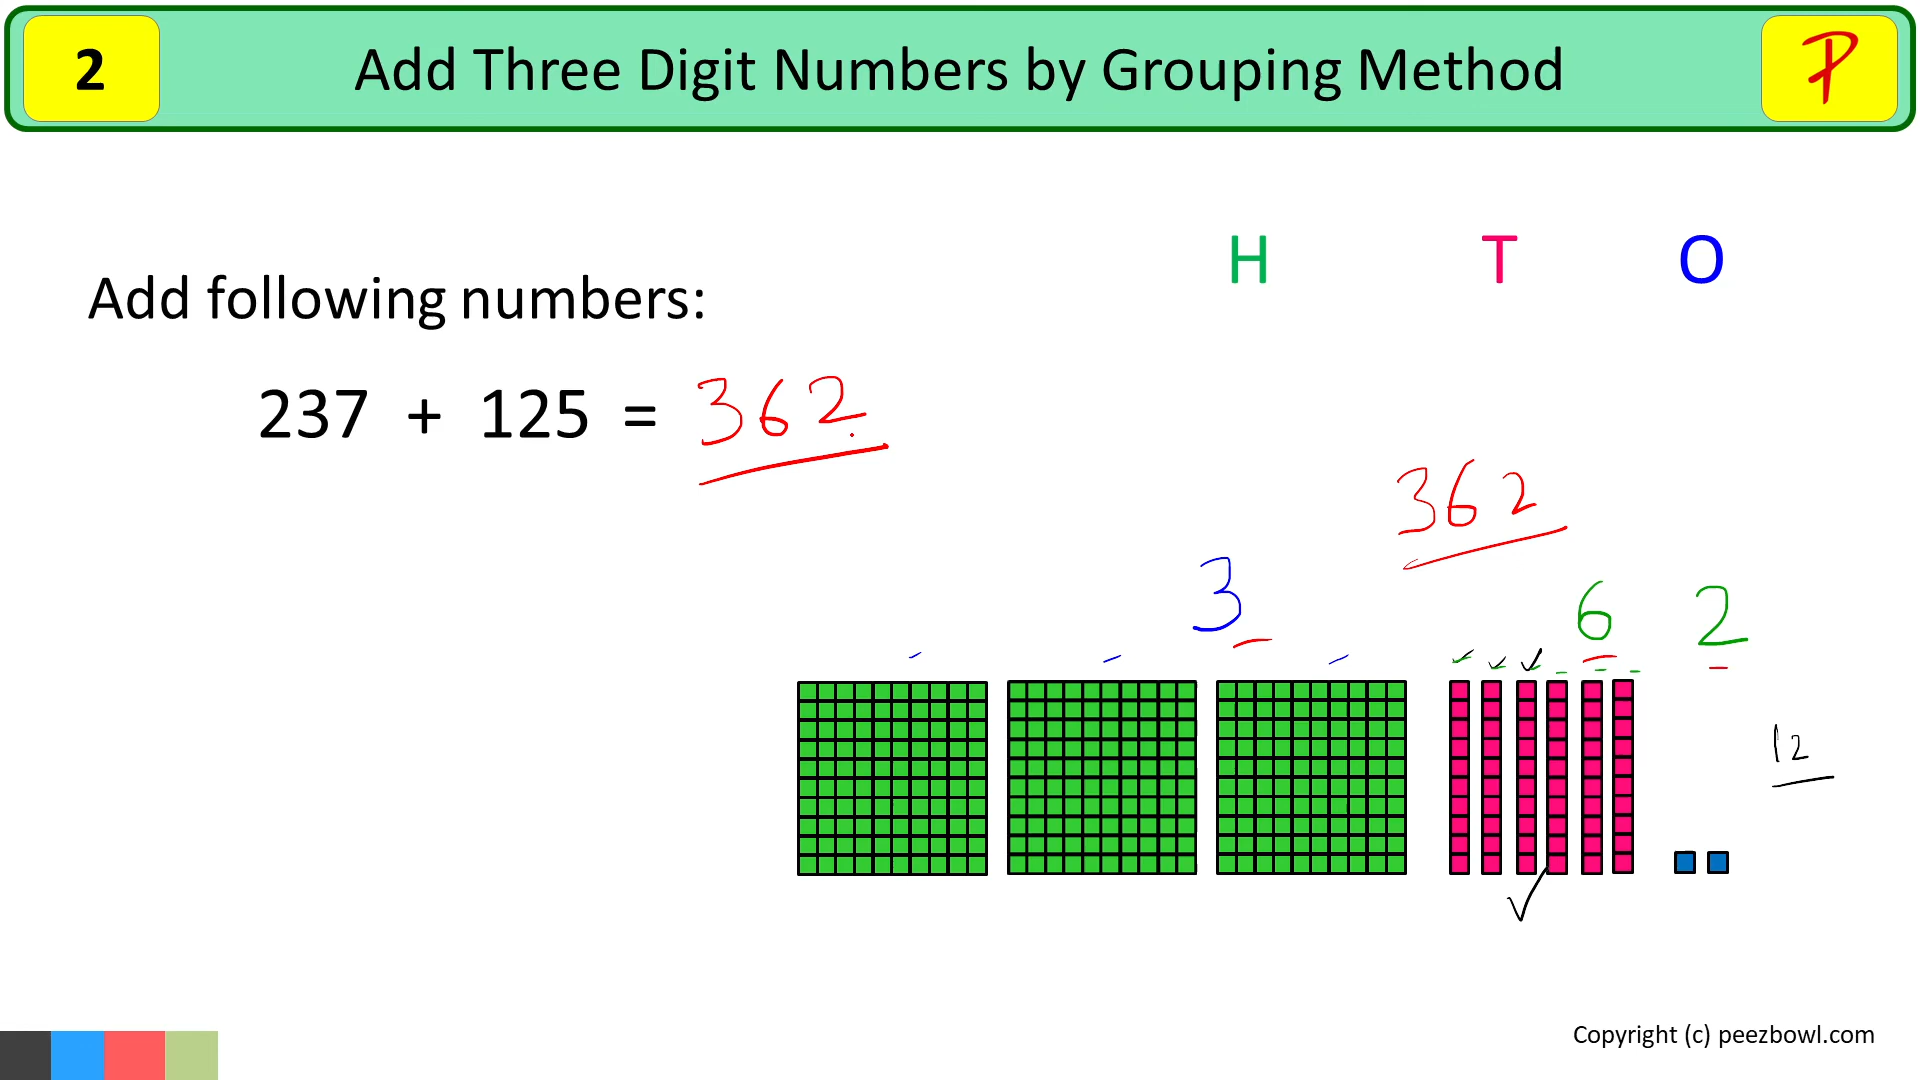 2
Add Three Digit Numbers by Grouping Method
P
H T O
Add following numbers:
237 + 125 = 362
362
3 6 2
12
Copyright (c) peezbowl.com